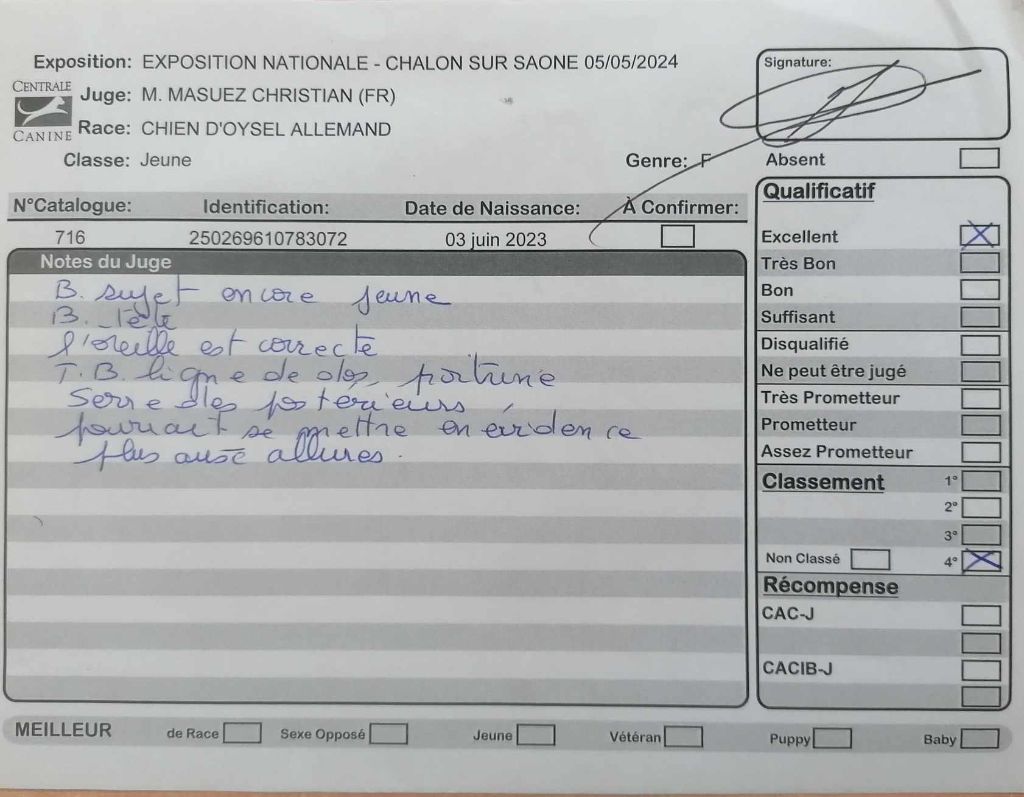 Exposition: EXPOSITION NATIONALE - CHALON SUR SAONE 05/05/2024
CENTRALE
CANINE
Juge: M. MASUEZ CHRISTIAN (FR)
Race: CHIEN D'OYSEL ALLEMAND
Classe: Jeune
Genre: F
Signature:
Absent
N°Catalogue: Identification: Date de Naissance: À Confirmer:
716 250269610783072 03 juin 2023
Notes du Juge
B. sujet encore jeune
B. Tête
l'oreille est correcte
T.B. ligne de dos, poitrine
Serre des postérieurs,
pourrait se mettre en évidence
plus aux allures.
Qualificatif
Excellent
Très Bon
Bon
Suffisant
Disqualifié
Ne peut être jugé
Très Prometteur
Prometteur
Assez Prometteur
Classement 1°
2°
3°
Non Classé 4°
Récompense
CAC-J
CACIB-J
MEILLEUR de Race Sexe Opposé Jeune Vétéran Puppy Baby